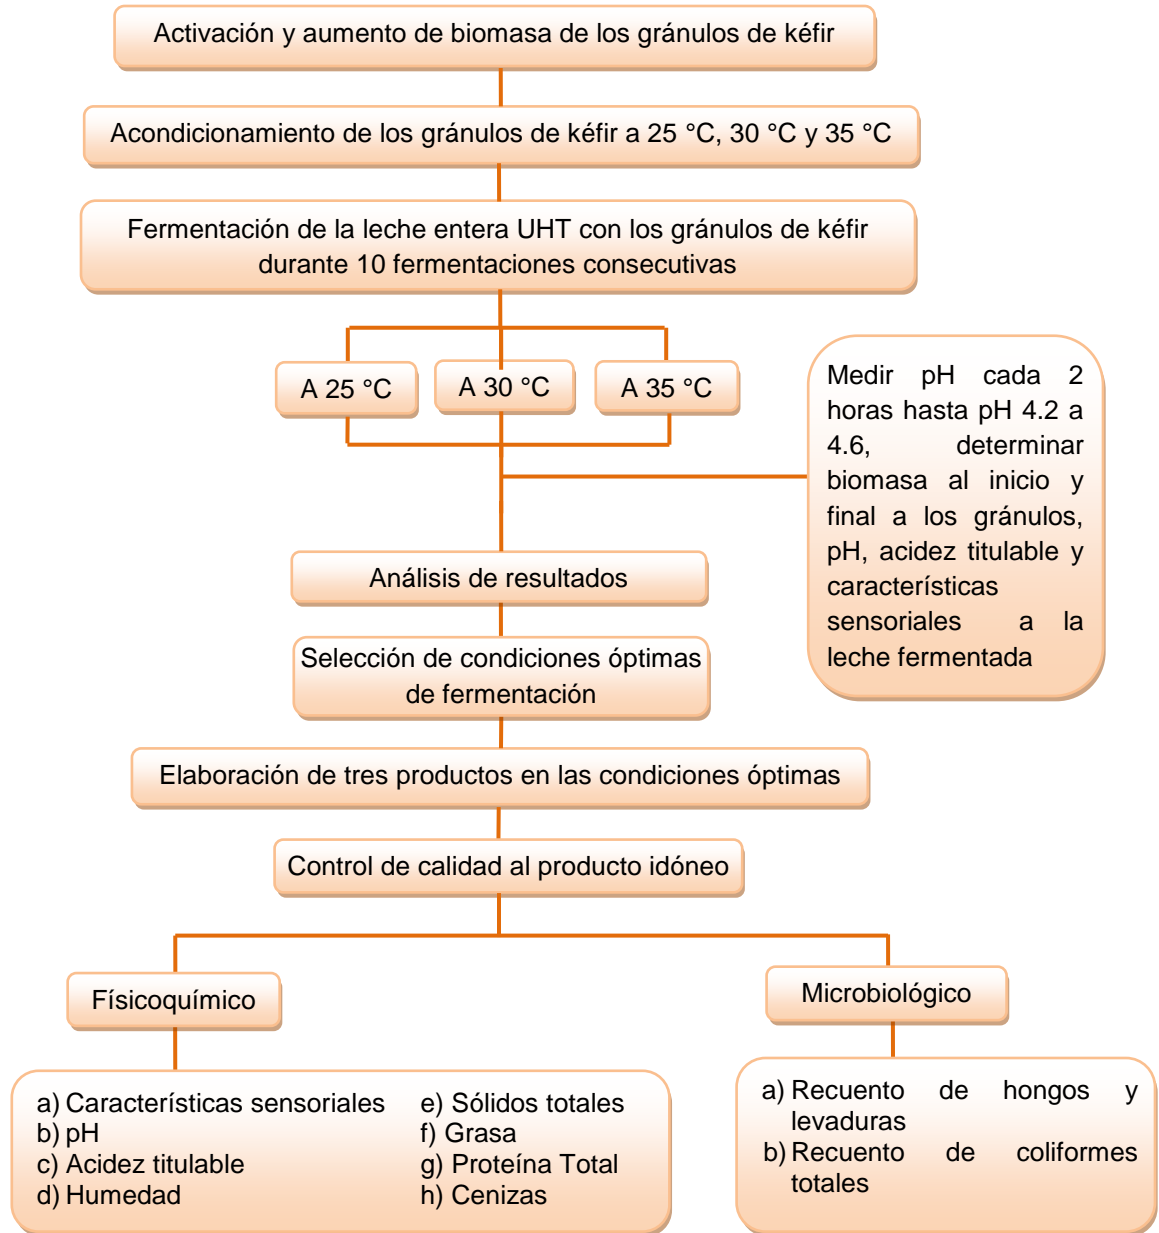 Activación y aumento de biomasa de los gránulos de kéfir
Acondicionamiento de los gránulos de kéfir a 25 °C, 30 °C y 35 °C
Fermentación de la leche entera UHT con los gránulos de kéfir
durante 10 fermentaciones consecutivas
A 25 °C
A 30 °C
A 35 °C
Medir pH cada 2
horas hasta pH 4.2 a
4.6, determinar
biomasa al inicio y
final a los gránulos,
pH, acidez titulable y
características
sensoriales a la
leche fermentada
Análisis de resultados
Selección de condiciones óptimas
de fermentación
Elaboración de tres productos en las condiciones óptimas
Control de calidad al producto idóneo
Físicoquímico
Microbiológico
a) Características sensoriales
b) pH
c) Acidez titulable
d) Humedad
e) Sólidos totales
f) Grasa
g) Proteína Total
h) Cenizas
a) Recuento de hongos y
levaduras
b) Recuento de coliformes
totales